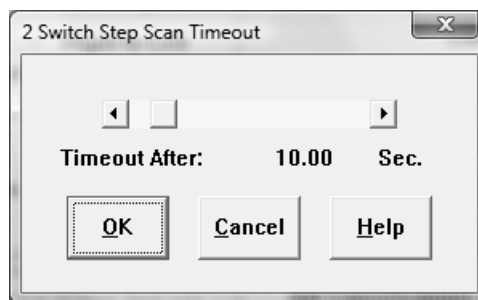 2 Switch Step Scan Timeout
Timeout After: 10.00 Sec.
OK Cancel Help